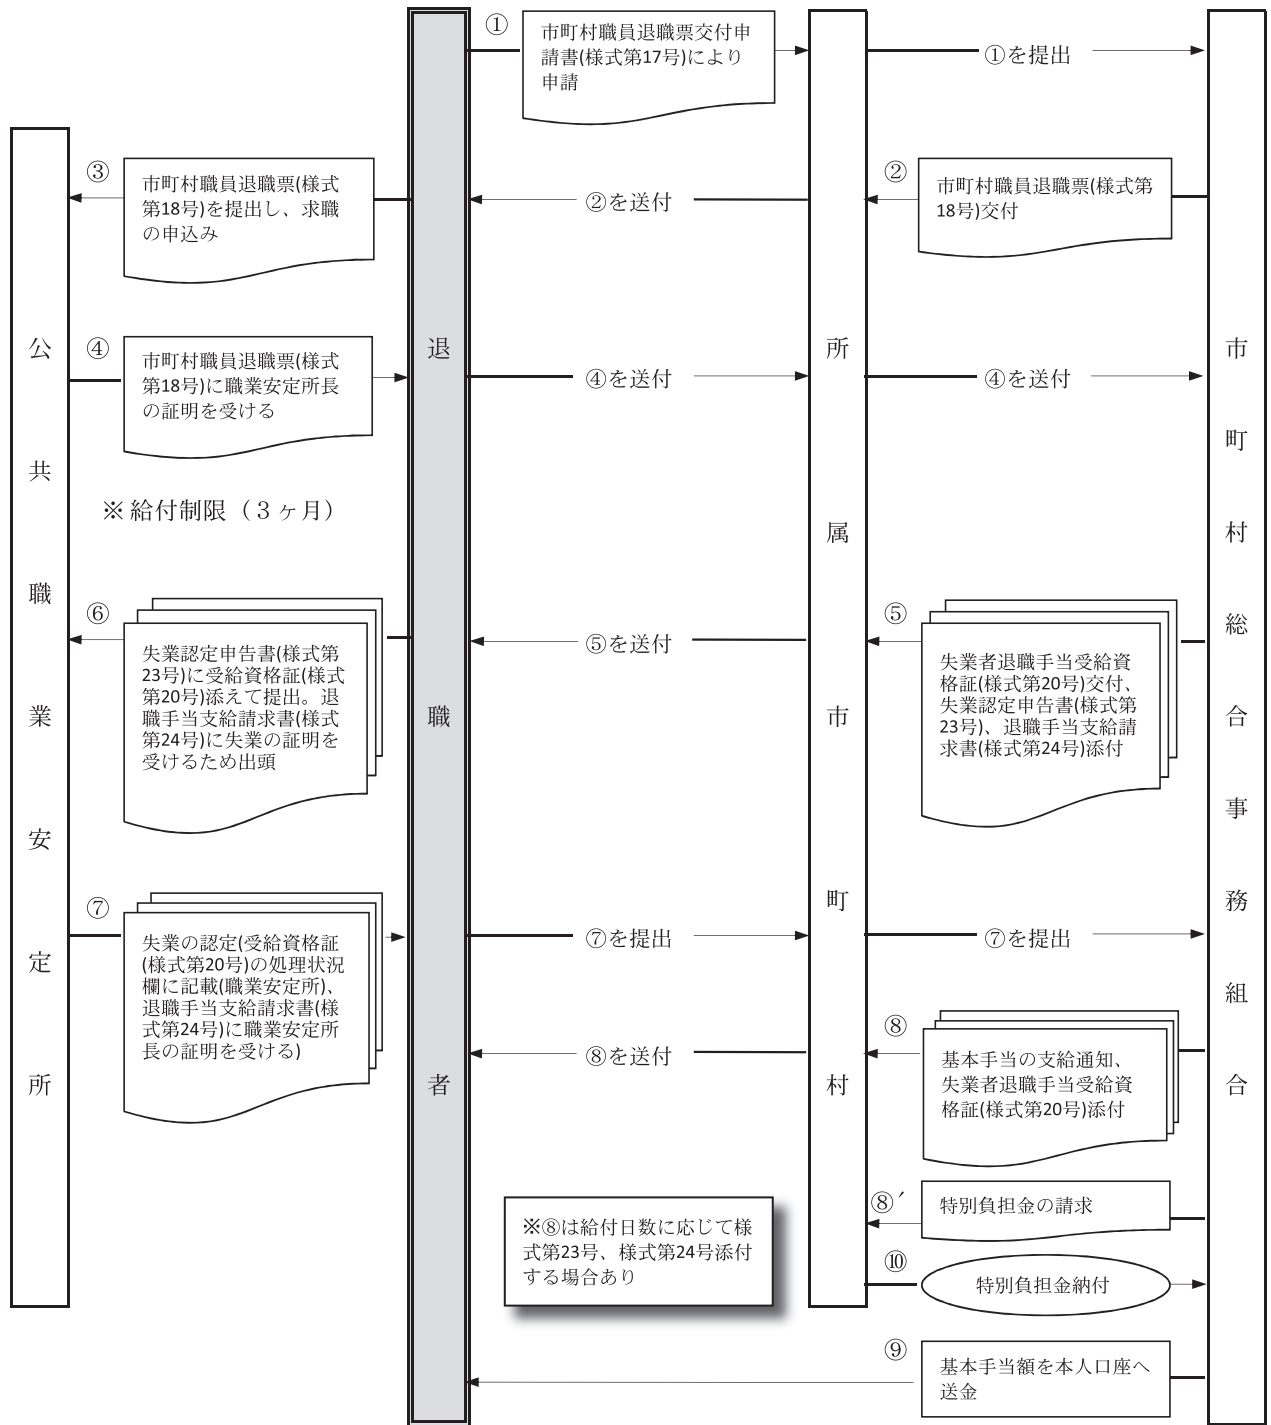 ①
市町村職員退職票交付申
請書(様式第17号)により
申請
①を提出
③
市町村職員退職票(様式
第18号)を提出し、求職
の申込み
②を送付
②
市町村職員退職票(様式第
18号)交付
④
市町村職員退職票(様式
第18号)に職業安定所長
の証明を受ける
④を送付
④を送付
※給付制限（３ヶ月）
⑥
失業認定申告書(様式第
23号)に受給資格証(様式
第20号)添えて提出。退
職手当支給請求書(様式
第24号)に失業の証明を
受けるため出頭
⑤を送付
⑤
失業者退職手当受給資
格証(様式第20号)交付、
失業認定申告書(様式第
23号)、退職手当支給請
求書(様式第24号)添付
⑦
失業の認定(受給資格証
(様式第20号)の処理状況
欄に記載(職業安定所)、
退職手当支給請求書(様
式第24号)に職業安定所
長の証明を受ける)
⑦を提出
⑦を提出
⑧を送付
⑧
基本手当の支給通知、
失業者退職手当受給資
格証(様式第20号)添付
⑧′
特別負担金の請求
※⑧は給付日数に応じて様
式第23号、様式第24号添付
する場合あり
⑩
特別負担金納付
⑨
基本手当額を本人口座へ
送金
公共職業安定所
退職者
所属市町村
市町村総合事務組合